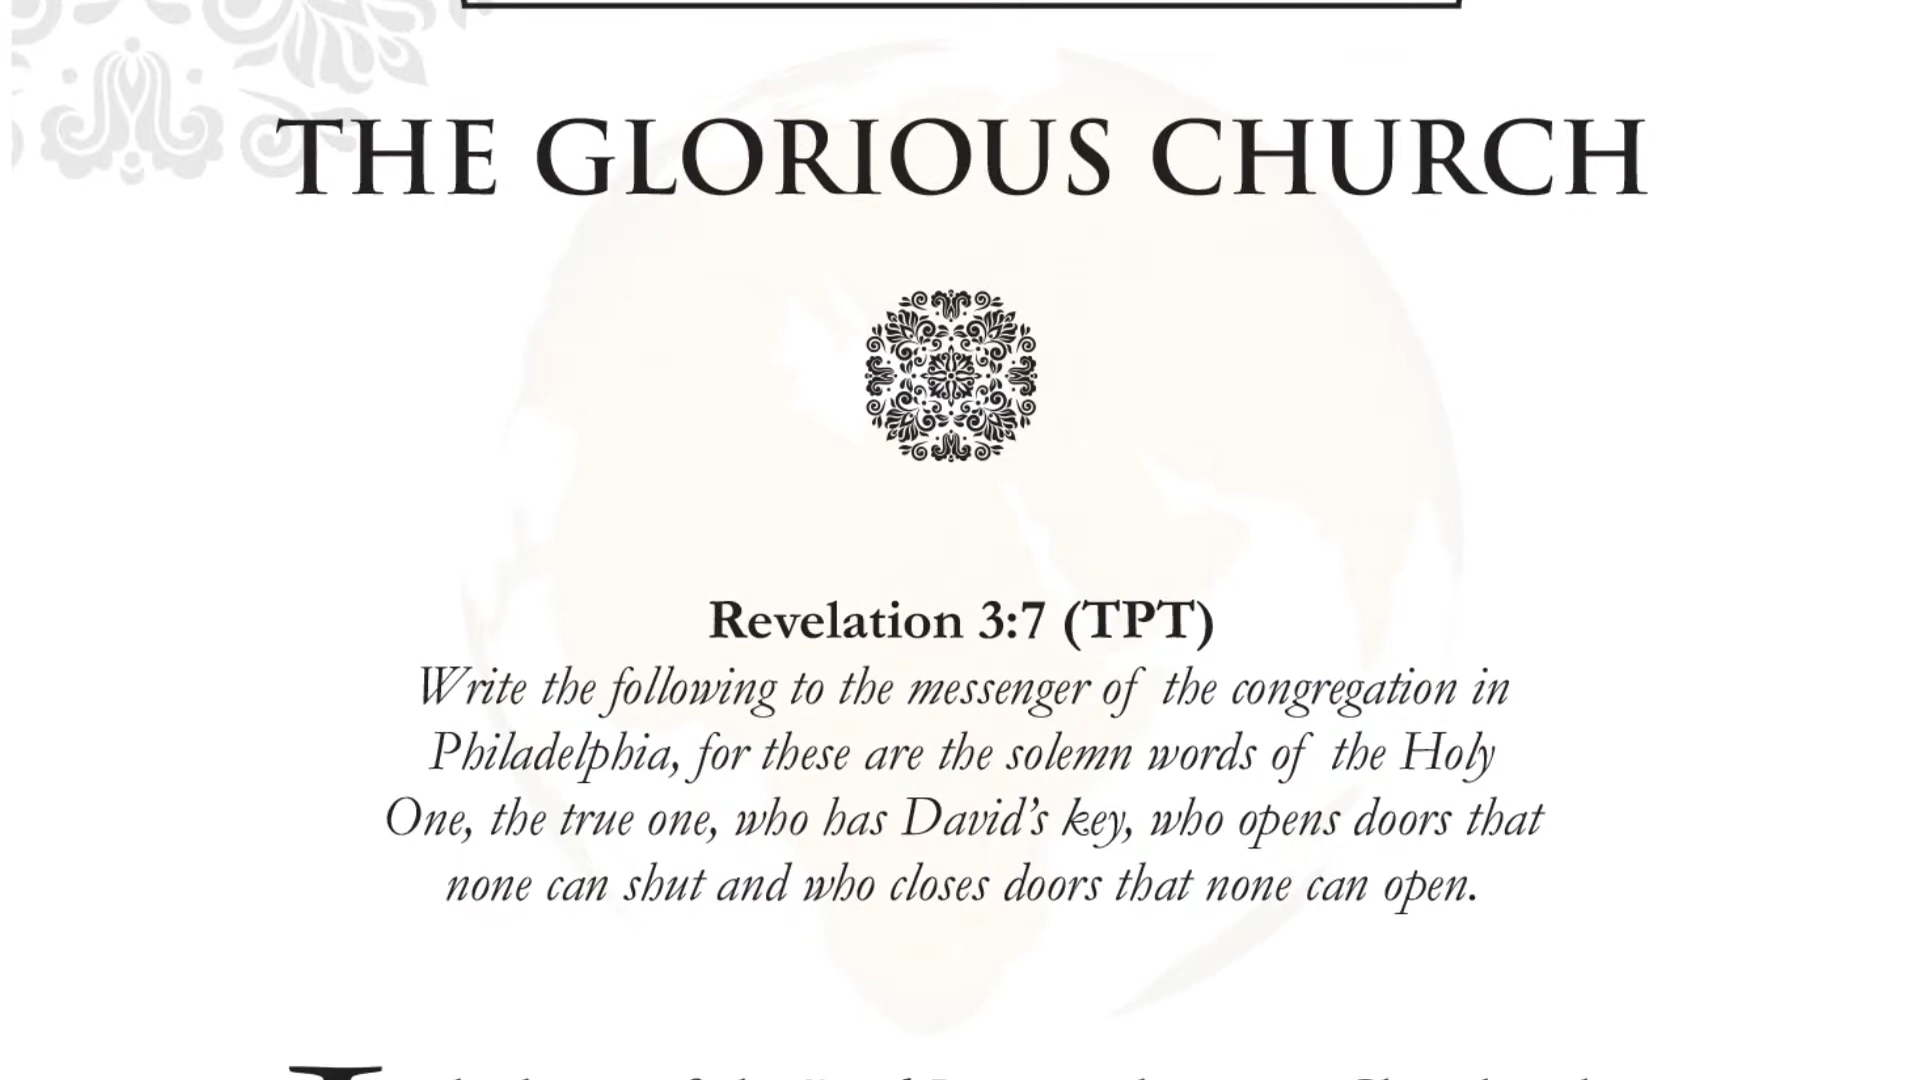 THE GLORIOUS CHURCH
Revelation 3:7 (TPT)
Write the following to the messenger of the congregation in
Philadelphia, for these are the solemn words of the Holy
One, the true one, who has David’s key, who opens doors that
none can shut and who closes doors that none can open.